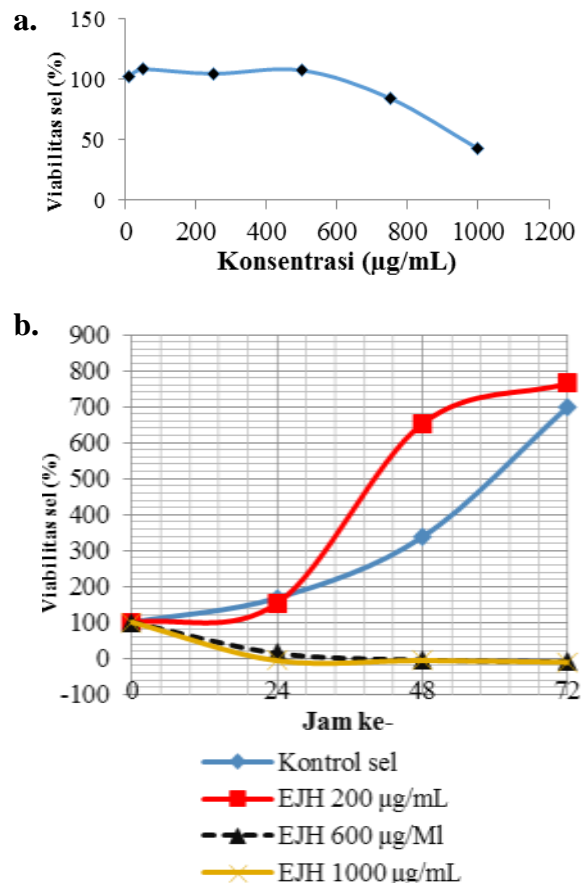 a.
150
100
50
0
Viabilitas sel (%)
0 200 400 600 800 1000 1200
Konsentrasi (µg/mL)
b.
900
800
700
600
500
400
300
200
100
0
-100
Viabilitas sel (%)
0 24 48 72
Jam ke-
Kontrol sel
EJH 200 µg/mL
EJH 600 µg/Ml
EJH 1000 µg/mL